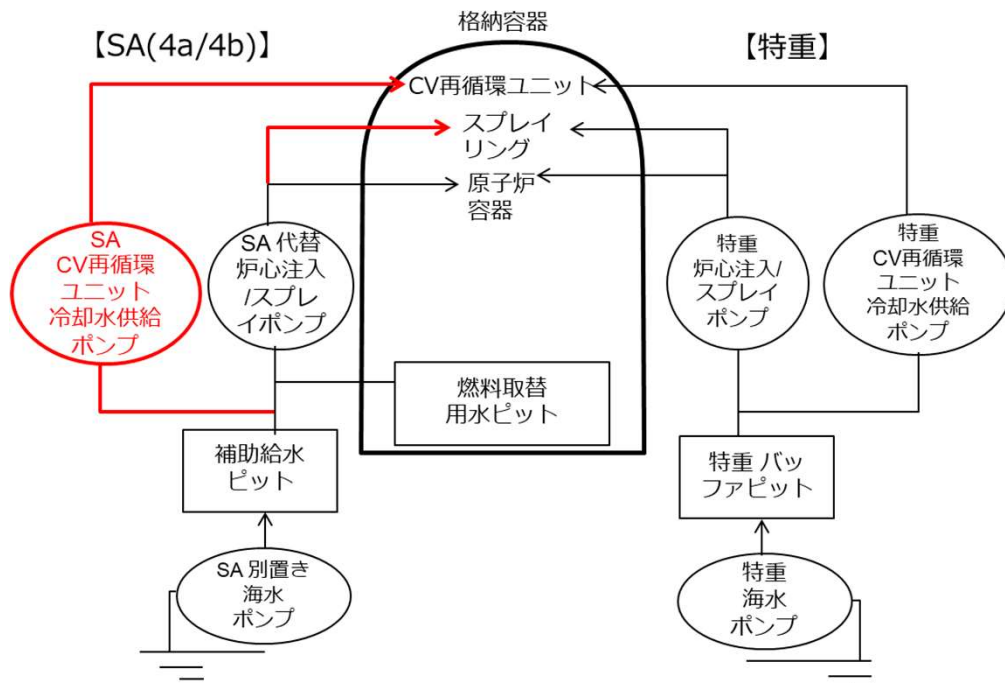 格納容器
【SA(4a/4b)】
【特重】
CV再循環ユニット
スプレイ
リング
原子炉
容器
SA
CV再循環
ユニット
冷却水供給
ポンプ
SA 代替
炉心注入
/スプレ
イポンプ
特重
炉心注入/
スプレイ
ポンプ
特重
CV再循環
ユニット
冷却水供給
ポンプ
燃料取替
用水ピット
補助給水
ピット
特重 バッ
ファピット
SA 別置き
海水
ポンプ
特重
海水
ポンプ